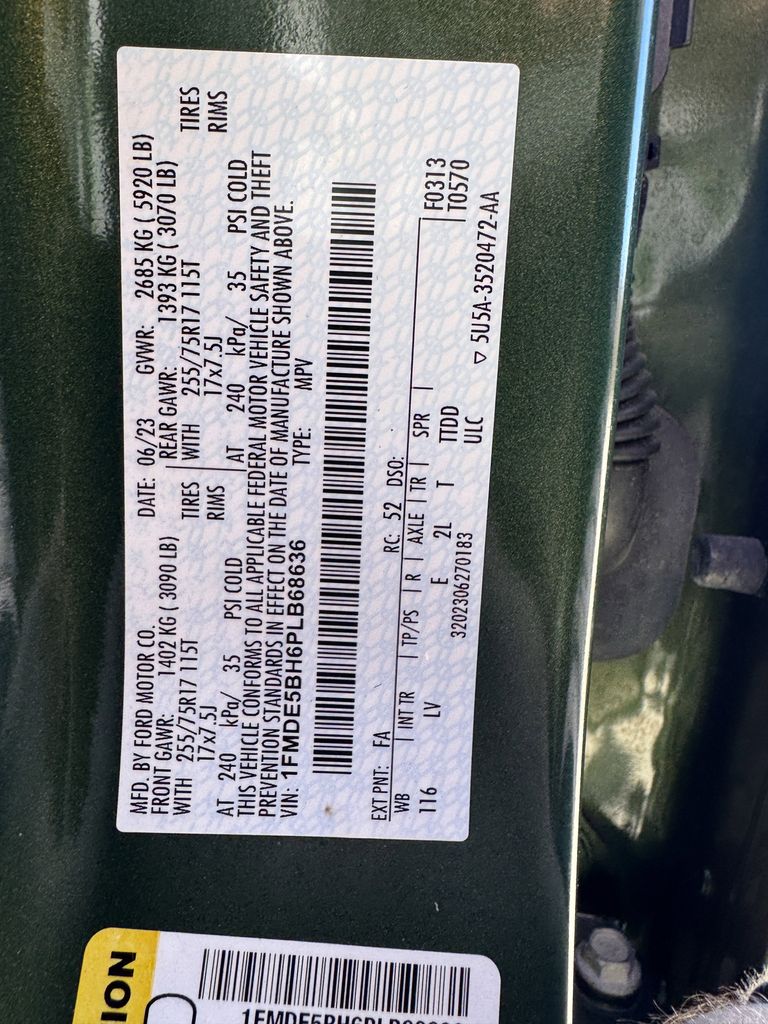 MFD. BY FORD MOTOR CO.
DATE: 06/23 GVWR: 2685 KG ( 5920 LB)
FRONT GAWR: 1402 KG ( 3090 LB) REAR GAWR: 1393 KG ( 3070 LB)
WITH 255/75R17 115T TIRES WITH 255/75R17 115T TIRES
17x7.5J RIMS 17x7.5J RIMS
AT 240 kPa/ 35 PSI COLD AT 240 kPa/ 35 PSI COLD
THIS VEHICLE CONFORMS TO ALL APPLICABLE FEDERAL MOTOR VEHICLE SAFETY AND THEFT
PREVENTION STANDARDS IN EFFECT ON THE DATE OF MANUFACTURE SHOWN ABOVE.
VIN: 1FMDE5BH6PLB68636 TYPE: MPV
EXT PNT: FA RC: 52 DSO: F0313
WB INT TR TP/PS R AXLE TR SPR T0570
116 LV E 2L T TTDD
3202306270183 ULC ▽ 5U5A-3520472-AA
ION